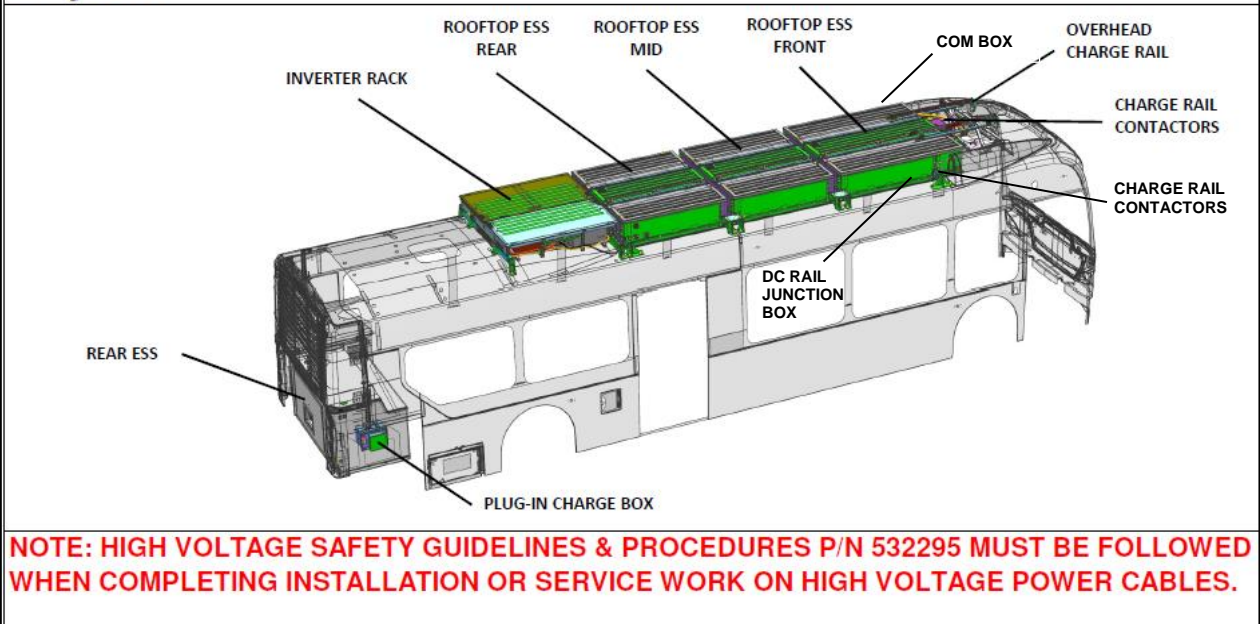 ROOFTOP ESS
REAR
ROOFTOP ESS
MID
ROOFTOP ESS
FRONT
COM BOX
OVERHEAD
CHARGE RAIL
INVERTER RACK
CHARGE RAIL
CONTACTORS
CHARGE RAIL
CONTACTORS
DC RAIL
JUNCTION
BOX
REAR ESS
PLUG-IN CHARGE BOX
NOTE: HIGH VOLTAGE SAFETY GUIDELINES & PROCEDURES P/N 532295 MUST BE FOLLOWED
WHEN COMPLETING INSTALLATION OR SERVICE WORK ON HIGH VOLTAGE POWER CABLES.